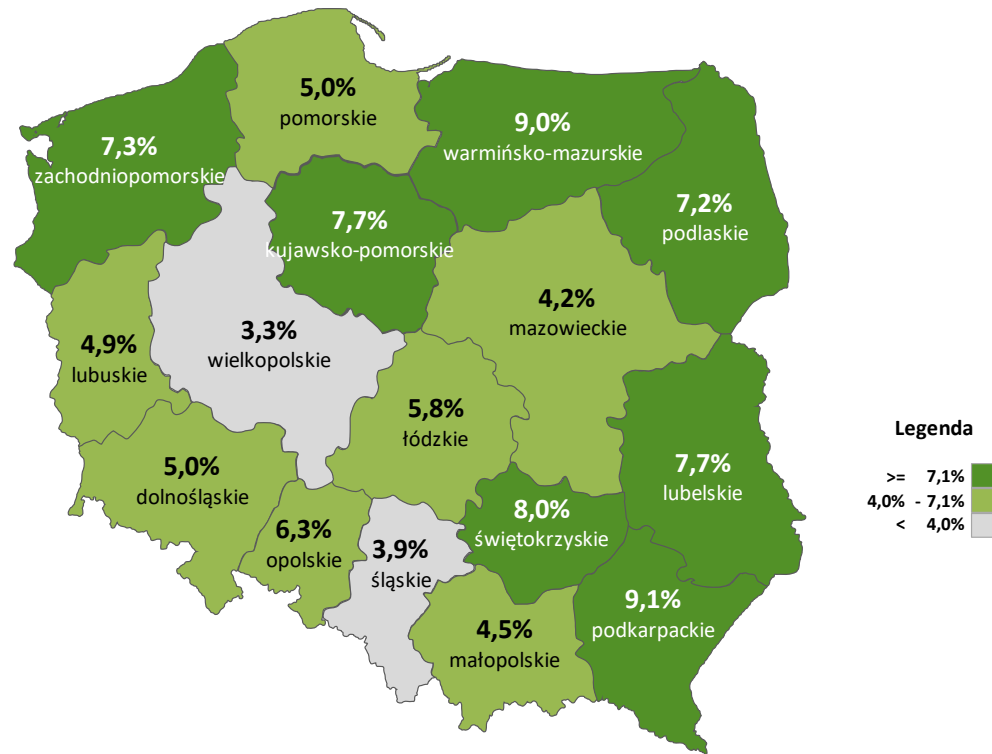 5,0%
pomorskie
9,0%
warmińsko-mazurskie
7,3%
zachodniopomorskie
7,2%
podlaskie
7,7%
kujawsko-pomorskie
4,2%
mazowieckie
3,3%
wielkopolskie
4,9%
lubuskie
5,8%
łódzkie
Legenda
>= 7,1%
4,0% - 7,1%
< 4,0%
5,0%
dolnośląskie
7,7%
lubelskie
6,3%
opolskie
3,9%
śląskie
8,0%
świętokrzyskie
9,1%
podkarpackie
4,5%
małopolskie